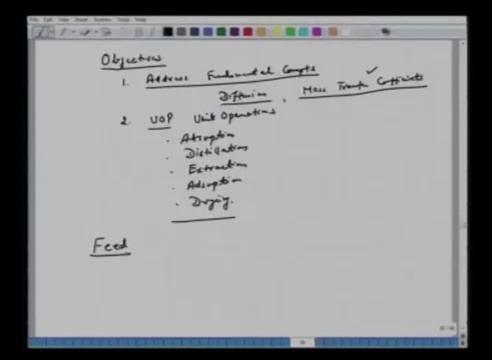 Objectives
1. Address Fundamental Concepts
Diffusion, Mass Transfer Coefficients
2. UOP Unit Operations
. Absorption
. Distillation
. Extraction
. Adsorption
. Drying.
Feed